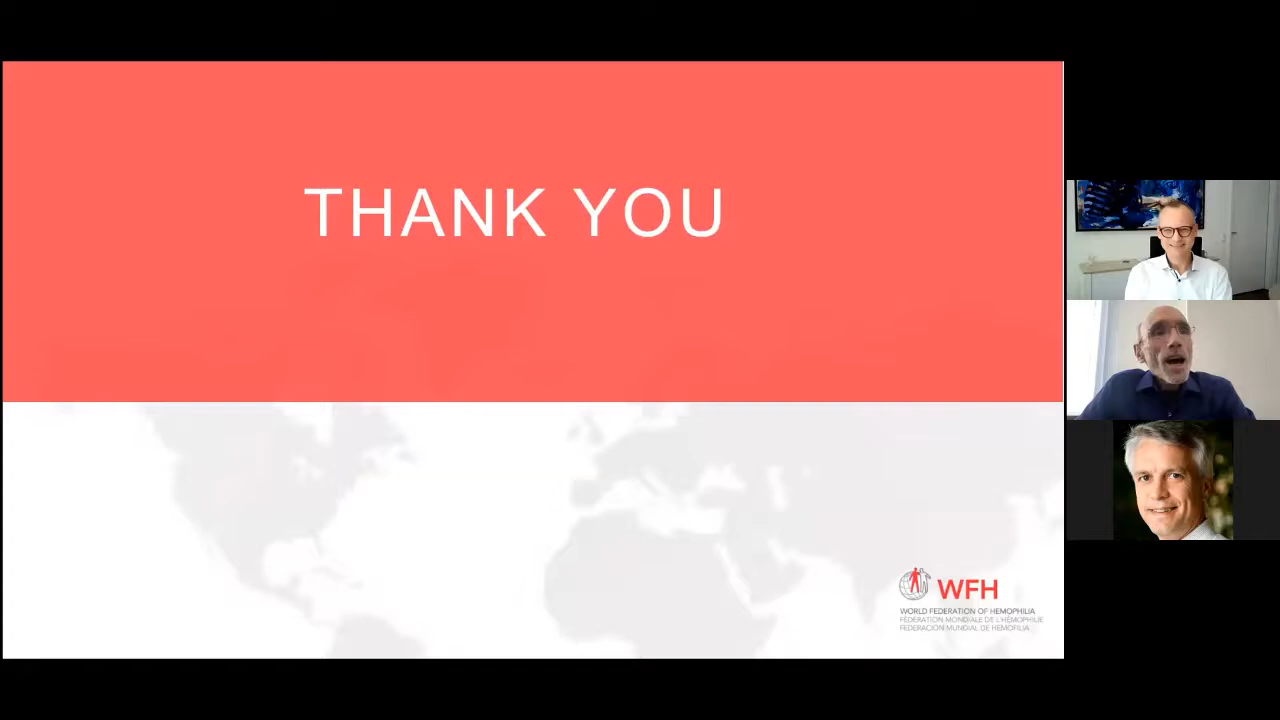 THANK YOU
WFH
WORLD FEDERATION OF HEMOPHILIA
FÉDÉRATION MONDIALE DE L'HÉMOPHILIE
FEDERACIÓN MUNDIAL DE HEMOFILIA